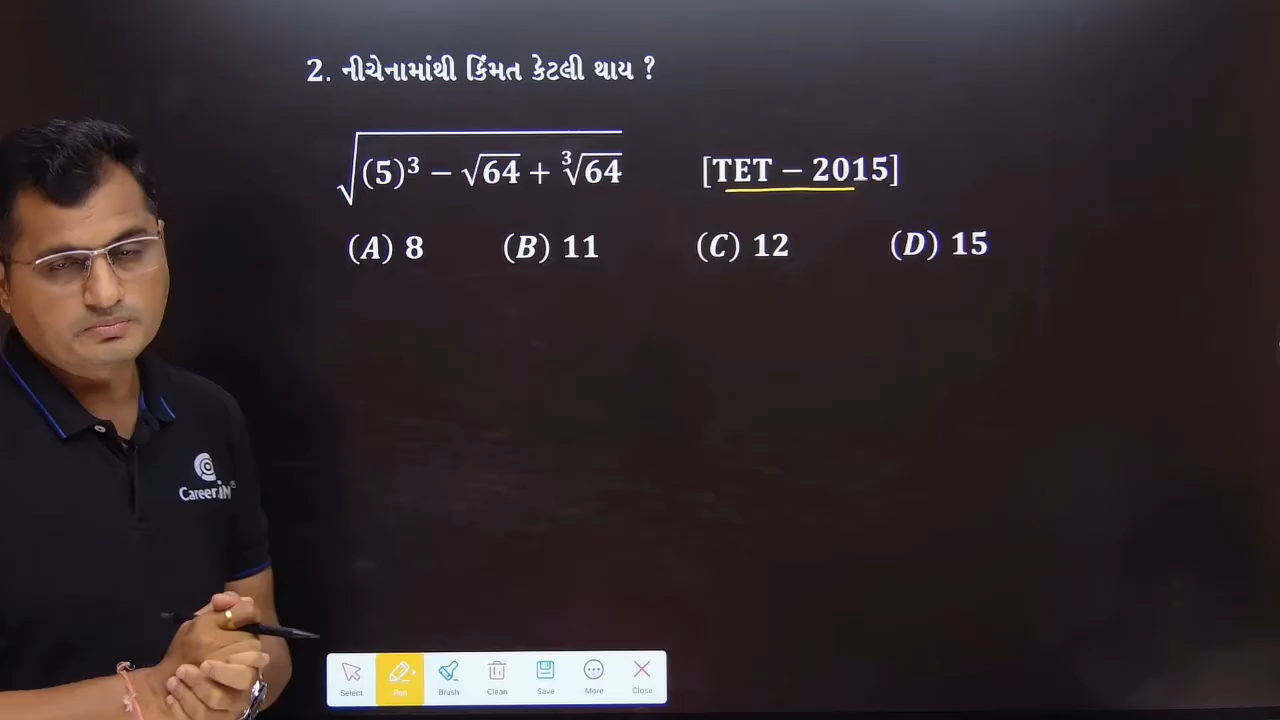 2. નીચેનામાંથી કિંમત કેટલી થાય ?
√((5)³ − √64 + ∛64) [TET − 2015]
(A) 8 (B) 11 (C) 12 (D) 15
Career
Select Pen Brush Clean Save More Close